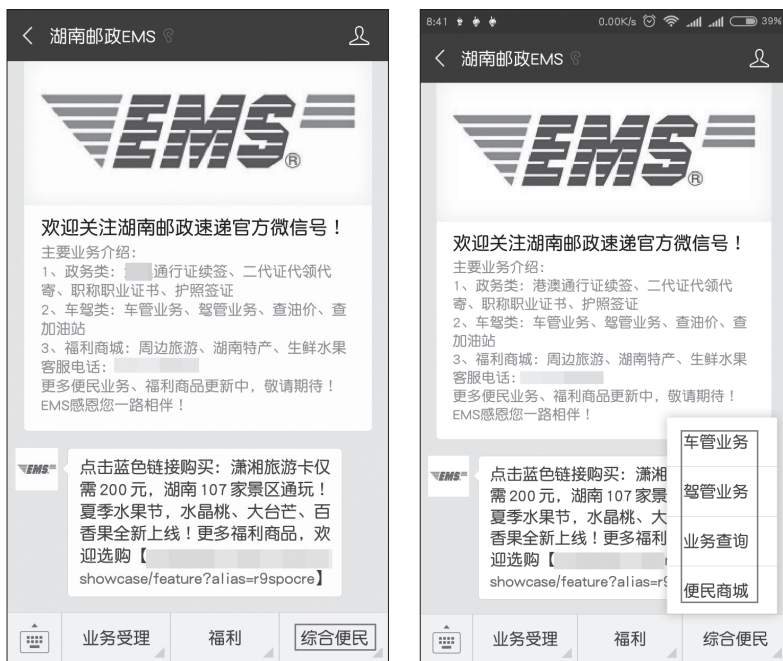 湖南邮政EMS
EMS®
欢迎关注湖南邮政速递官方微信号！
主要业务介绍：
1、政务类：通行证续签、二代证代领代
寄、职称职业证书、护照签证
2、车驾类：车管业务、驾管业务、查油价、查
加油站
3、福利商城：周边旅游、湖南特产、生鲜水果
客服电话：
更多便民业务、福利商品更新中，敬请期待！
EMS感恩您一路相伴！
EMS
点击蓝色链接购买：潇湘旅游卡仅
需200元，湖南107家景区通玩！
夏季水果节，水晶桃、大台芒、百
香果全新上线！更多福利商品，欢
迎选购【
showcase/feature?alias=r9spocre】
业务受理
福利
综合便民
8:41
0.00K/s
39%
湖南邮政EMS
EMS®
欢迎关注湖南邮政速递官方微信号！
主要业务介绍：
1、政务类：港澳通行证续签、二代证代领代
寄、职称职业证书、护照签证
2、车驾类：车管业务、驾管业务、查油价、查
加油站
3、福利商城：周边旅游、湖南特产、生鲜水果
客服电话：
更多便民业务、福利商品更新中，敬请期待！
EMS感恩您一路相伴！
EMS
点击蓝色链接购买：潇湘
需200元，湖南107家景
夏季水果节，水晶桃、大
香果全新上线！更多福利
迎选购【
showcase/feature?alias=r9
车管业务
驾管业务
业务查询
便民商城
业务受理
福利
综合便民